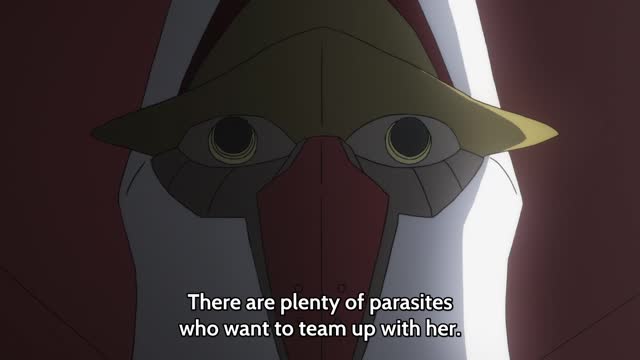 There are plenty of parasites
who want to team up with her.